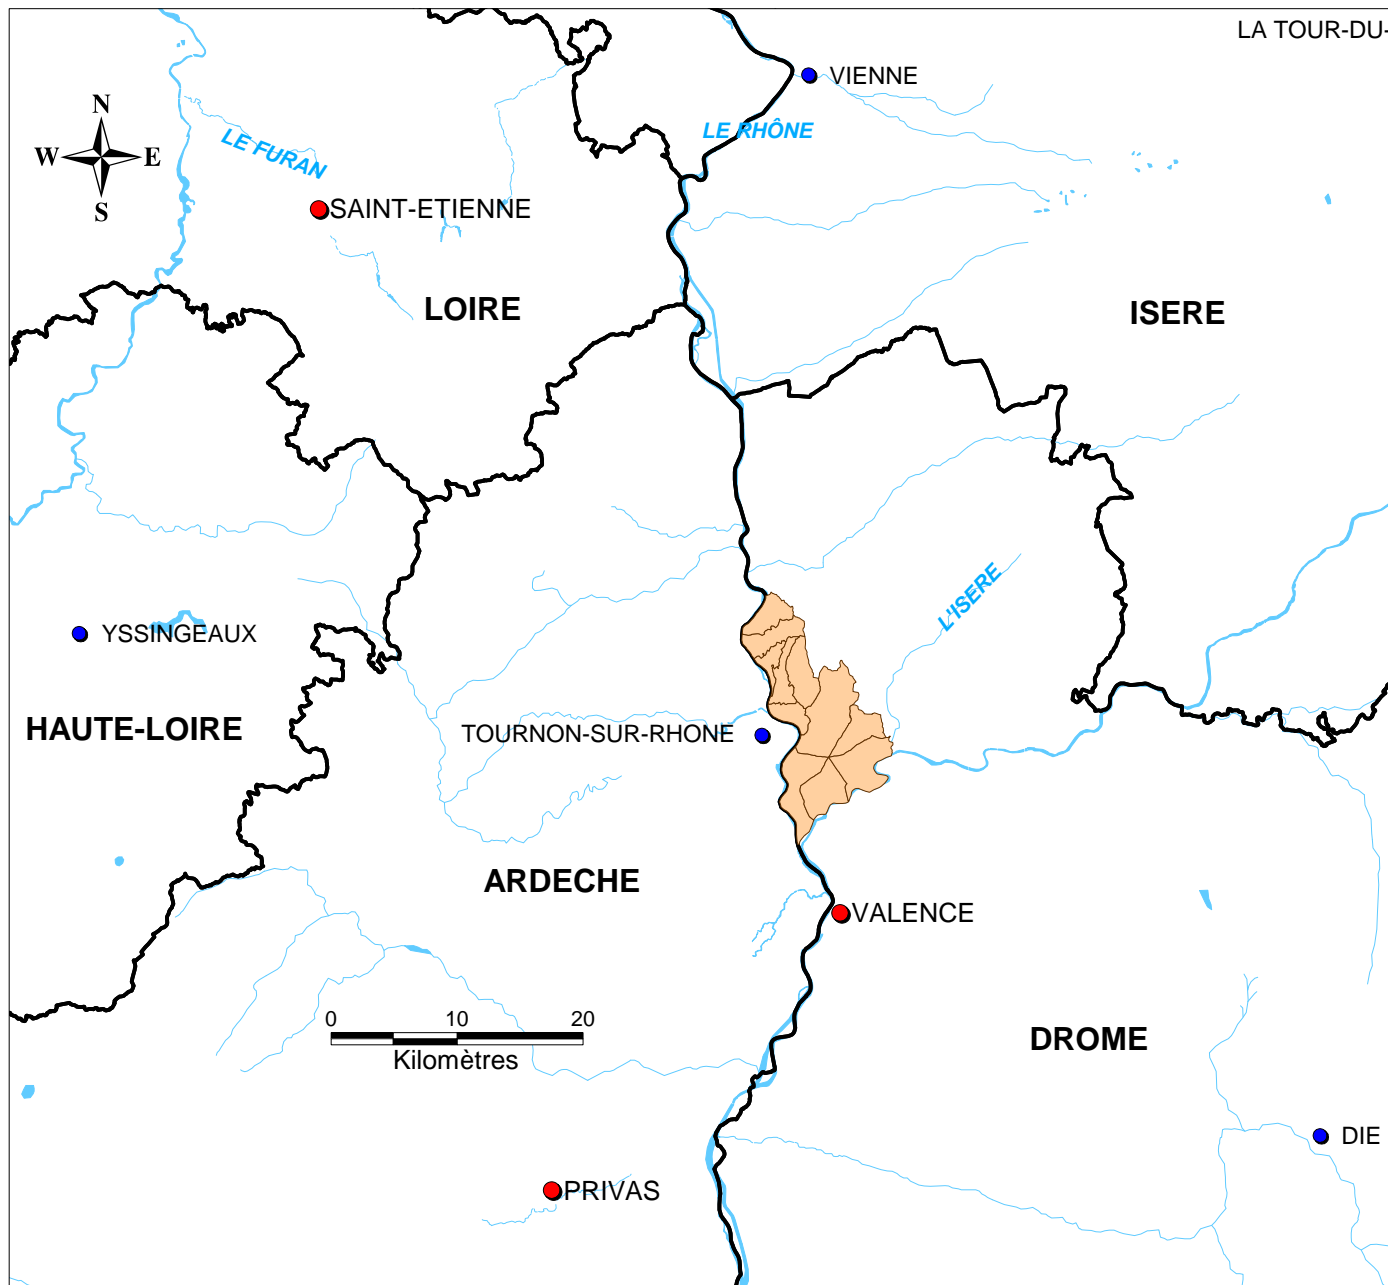 LA TOUR-DU-
VIENNE
N
W E
S
LE FURAN
LE RHÔNE
SAINT-ETIENNE
LOIRE
ISERE
L'ISERE
YSSINGEAUX
HAUTE-LOIRE
TOURNON-SUR-RHONE
ARDECHE
VALENCE
0 10 20
Kilomètres
DROME
DIE
PRIVAS